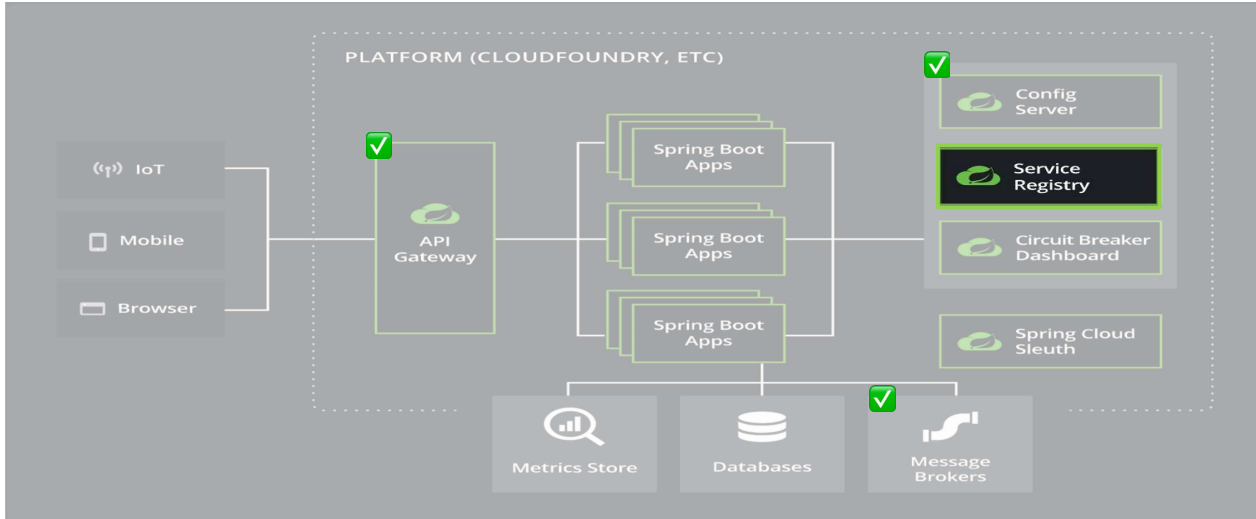 PLATFORM (CLOUDFOUNDRY, ETC)
IoT
Mobile
Browser
API
Gateway
Spring Boot
Apps
Spring Boot
Apps
Spring Boot
Apps
Config
Server
Service
Registry
Circuit Breaker
Dashboard
Spring Cloud
Sleuth
Metrics Store
Databases
Message
Brokers